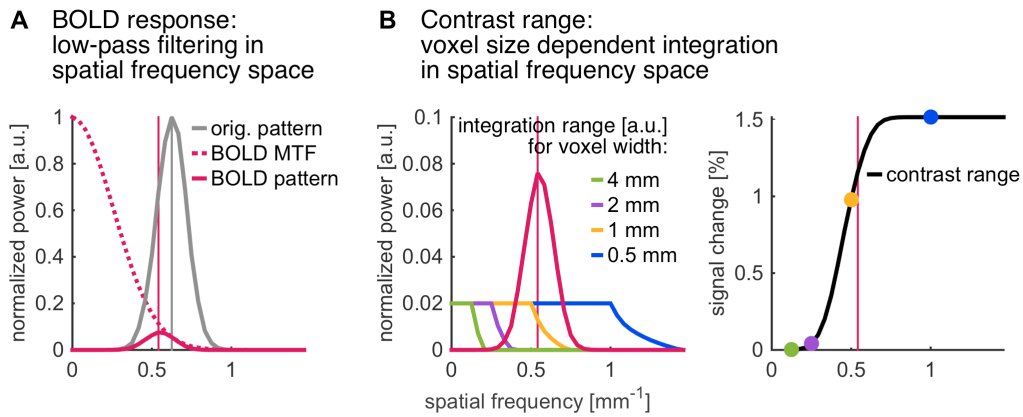 A BOLD response:
low-pass filtering in
spatial frequency space
normalized power [a.u.]
1
0.8
0.6
0.4
0.2
0
0 0.5 1
orig. pattern
BOLD MTF
BOLD pattern
B Contrast range:
voxel size dependent integration
in spatial frequency space
normalized power [a.u.]
0.1
0.08
0.06
0.04
0.02
0
0 0.5 1
integration range [a.u.]
for voxel width:
4 mm
2 mm
1 mm
0.5 mm
spatial frequency [mm-1]
signal change [%]
1.5
1
0.5
0
0 0.5 1
contrast range